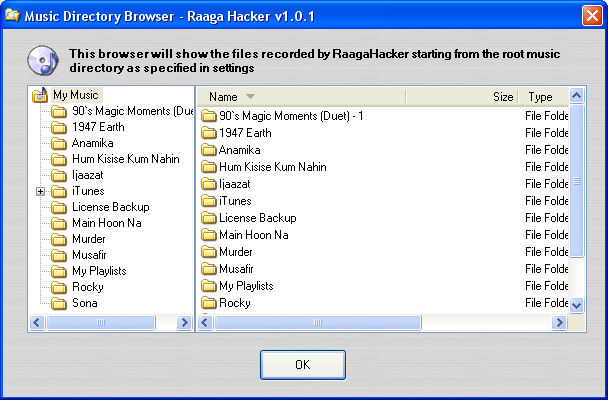 Music Directory Browser - Raaga Hacker v1.0.1
This browser will show the files recorded by RaagaHacker starting from the root music
directory as specified in settings
My Music
90`s Magic Moments (Due
1947 Earth
Anamika
Hum Kisise Kum Nahin
Ijaazat
iTunes
License Backup
Main Hoon Na
Murder
Musafir
My Playlists
Rocky
Sona
Name Size Type
90`s Magic Moments (Duet) - 1 File Folde
1947 Earth File Folde
Anamika File Folde
Hum Kisise Kum Nahin File Folde
Ijaazat File Folde
iTunes File Folde
License Backup File Folde
Main Hoon Na File Folde
Murder File Folde
Musafir File Folde
My Playlists File Folde
Rocky File Folde
OK